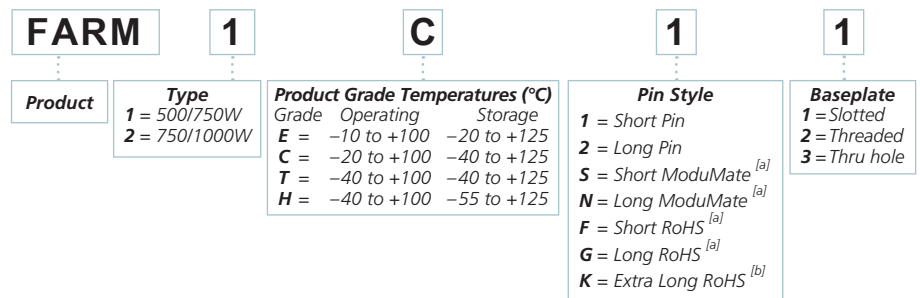 FARM 1 C 1 1
Product
Type
1 = 500/750W
2 = 750/1000W
Product Grade Temperatures (°C)
Grade Operating Storage
E = –10 to +100 –20 to +125
C = –20 to +100 –40 to +125
T = –40 to +100 –40 to +125
H = –40 to +100 –55 to +125
Pin Style
1 = Short Pin
2 = Long Pin
S = Short ModuMate [a]
N = Long ModuMate [a]
F = Short RoHS [a]
G = Long RoHS [a]
K = Extra Long RoHS [b]
Baseplate
1 = Slotted
2 = Threaded
3 = Thru hole